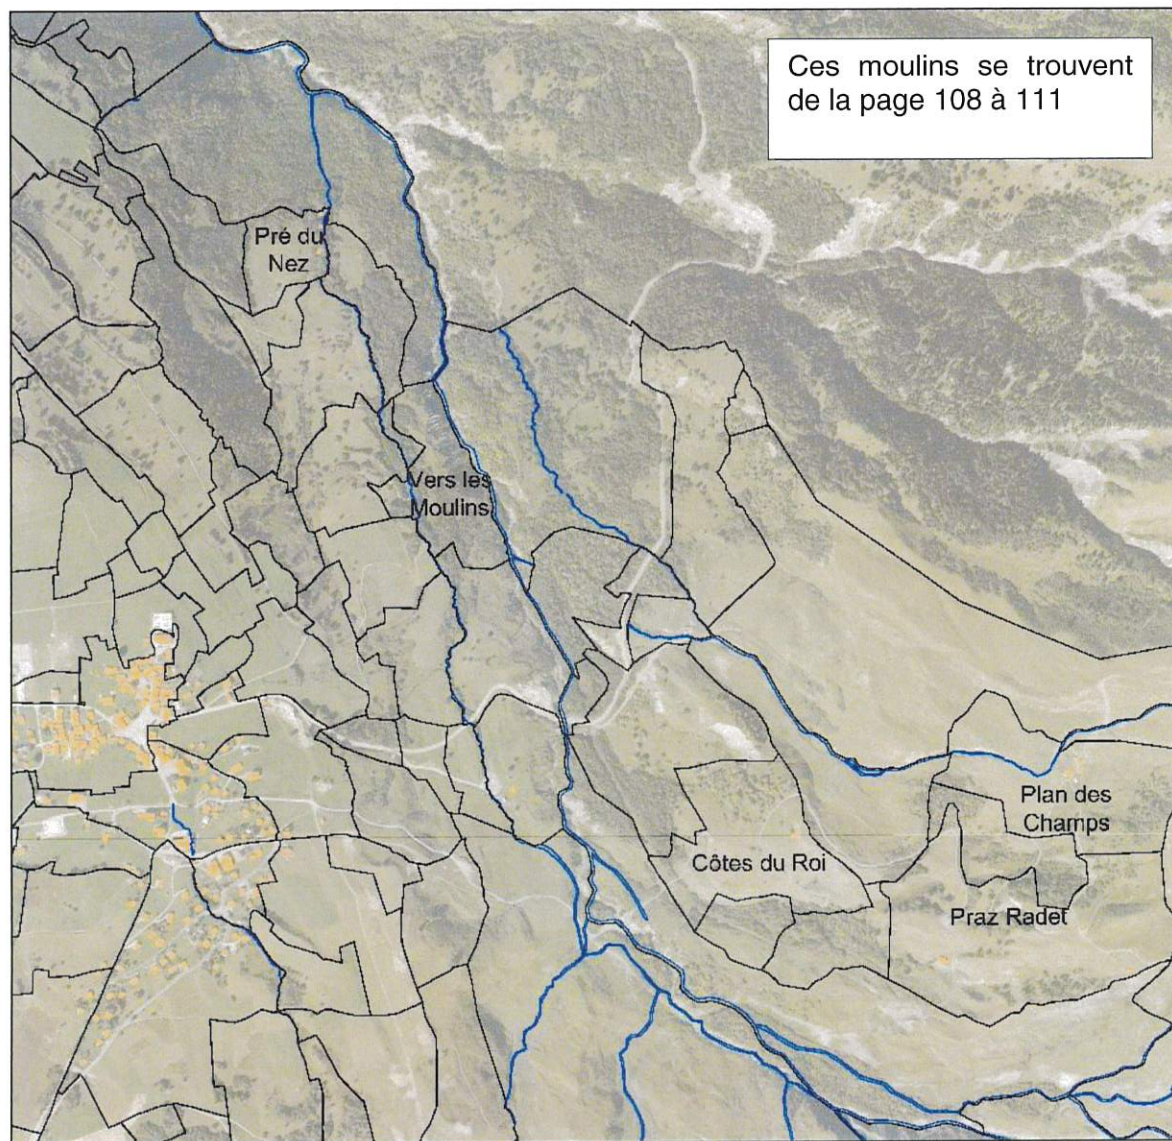 Ces moulins se trouvent
de la page 108 à 111
Pré du
Nez
Vers les
Moulins
Plan des
Champs
Côtes du Roi
Praz Radet